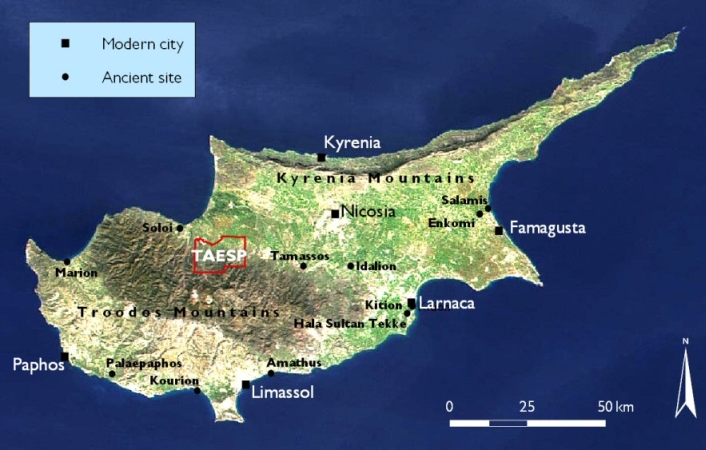 Modern city
Ancient site
Kyrenia
Kyrenia Mountains
Salamis
Nicosia
Enkomi
Famagusta
Soloi
TAESP
Tamassos
Idalion
Marion
Kition
Larnaca
Troodos Mountains
Hala Sultan Tekke
Paphos
Palaepaphos
Amathus
Kourion
Limassol
N
0 25 50 km